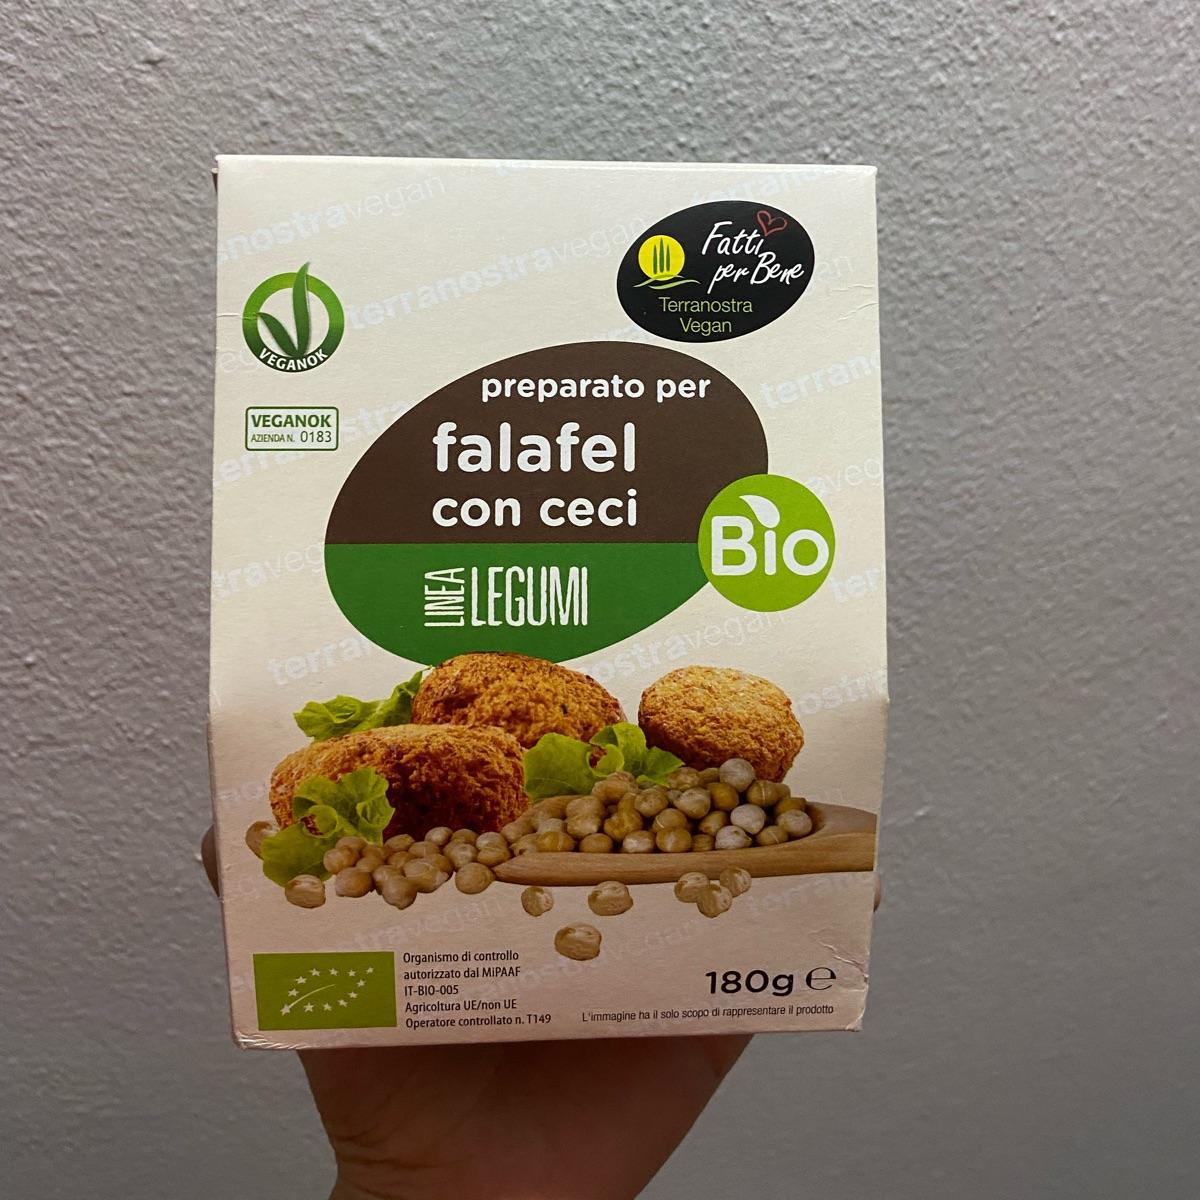 Fatti
per Bene
Terranostra
Vegan
VEGANOK
VEGANOK
AZIENDA N. 0183
preparato per
falafel
con ceci
Bio
LINEA
LEGUMI
Organismo di controllo
autorizzato dal MiPAAF
IT-BIO-005
Agricoltura UE/non UE
Operatore controllato n. T149
180g e
L'immagine ha il solo scopo di rappresentare il prodotto
terranostravegan